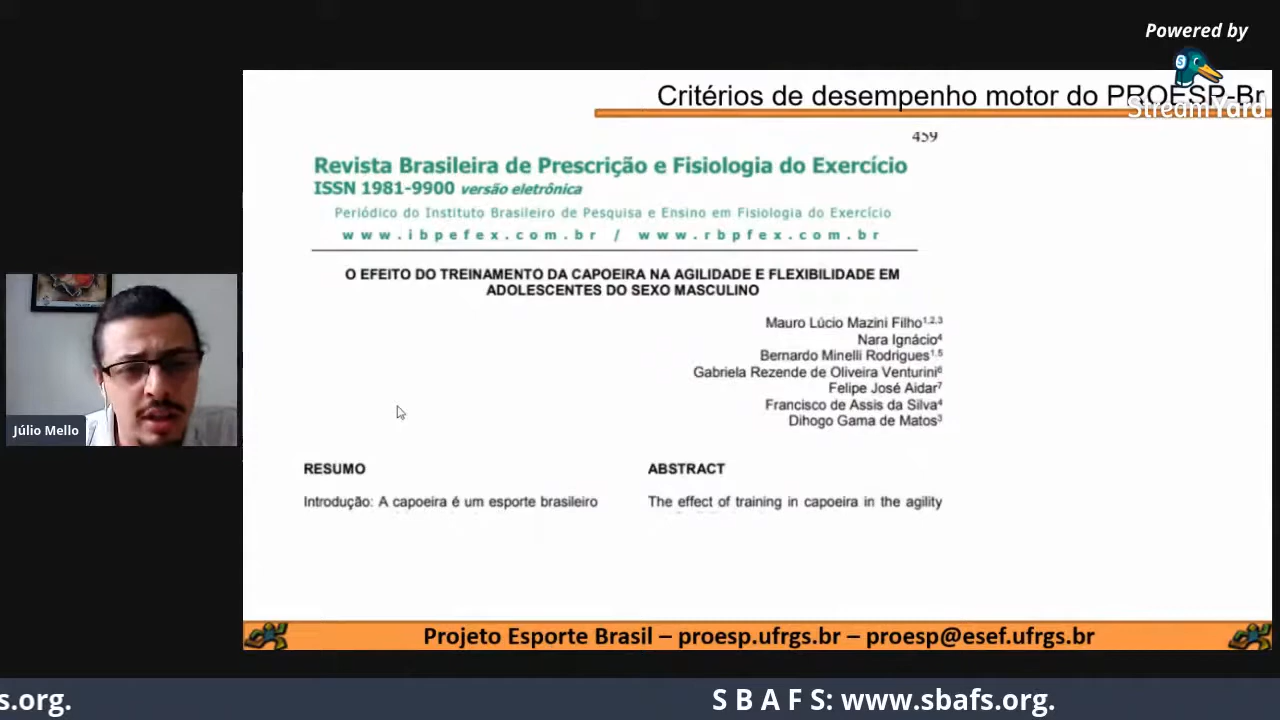 Powered by
StreamYard
Critérios de desempenho motor do PROESP-Br
459
Revista Brasileira de Prescrição e Fisiologia do Exercício
ISSN 1981-9900 versão eletrônica
Periódico do Instituto Brasileiro de Pesquisa e Ensino em Fisiologia do Exercício
www.ibpefex.com.br / www.rbpfex.com.br
O EFEITO DO TREINAMENTO DA CAPOEIRA NA AGILIDADE E FLEXIBILIDADE EM
ADOLESCENTES DO SEXO MASCULINO
Mauro Lúcio Mazini Filho1,2,3
Nara Ignácio4
Bernardo Minelli Rodrigues1,5
Gabriela Rezende de Oliveira Venturini6
Felipe José Aidar7
Francisco de Assis da Silva4
Dihogo Gama de Matos3
RESUMO
Introdução: A capoeira é um esporte brasileiro
ABSTRACT
The effect of training in capoeira in the agility
Júlio Mello
Projeto Esporte Brasil – proesp.ufrgs.br – proesp@esef.ufrgs.br
s.org.
S B A F S: www.sbafs.org.